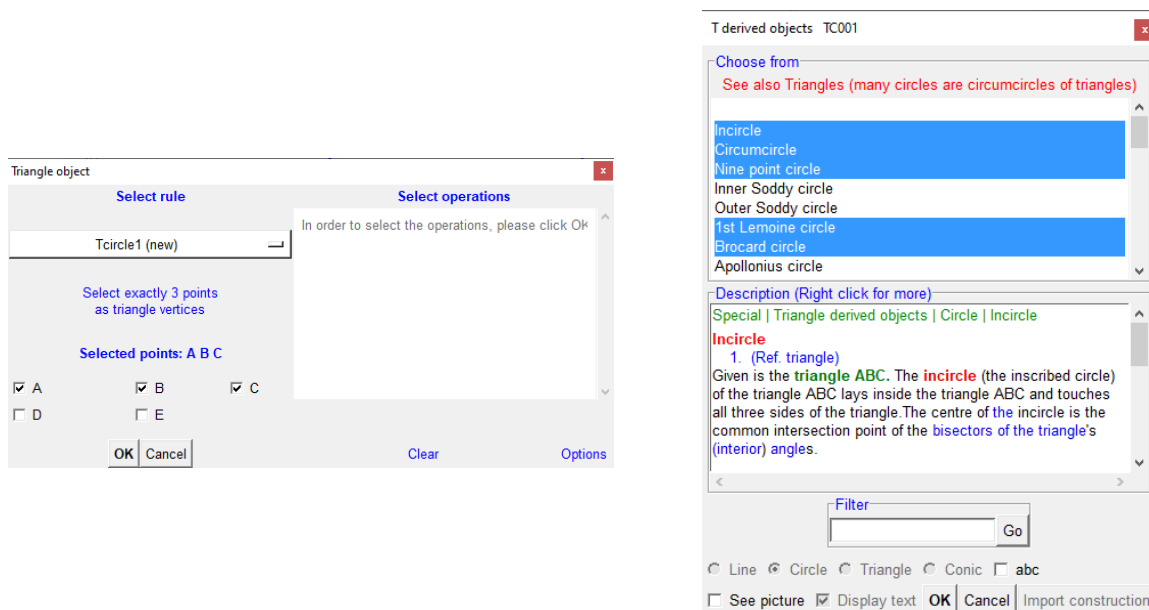 Triangle object
x
Select rule
Select operations
Tcircle1 (new)
In order to select the operations, please click OK
Select exactly 3 points
as triangle vertices
Selected points: A B C
A
B
C
D
E
OK
Cancel
Clear
Options
T derived objects TC001
x
Choose from
See also Triangles (many circles are circumcircles of triangles)
Incircle
Circumcircle
Nine point circle
Inner Soddy circle
Outer Soddy circle
1st Lemoine circle
Brocard circle
Apollonius circle
Description (Right click for more)
Special | Triangle derived objects | Circle | Incircle
Incircle
1. (Ref. triangle)
Given is the triangle ABC. The incircle (the inscribed circle)
of the triangle ABC lays inside the triangle ABC and touches
all three sides of the triangle.The centre of the incircle is the
common intersection point of the bisectors of the triangle's
(interior) angles.
Filter
Go
Line
Circle
Triangle
Conic
abc
See picture
Display text
OK
Cancel
Import construction